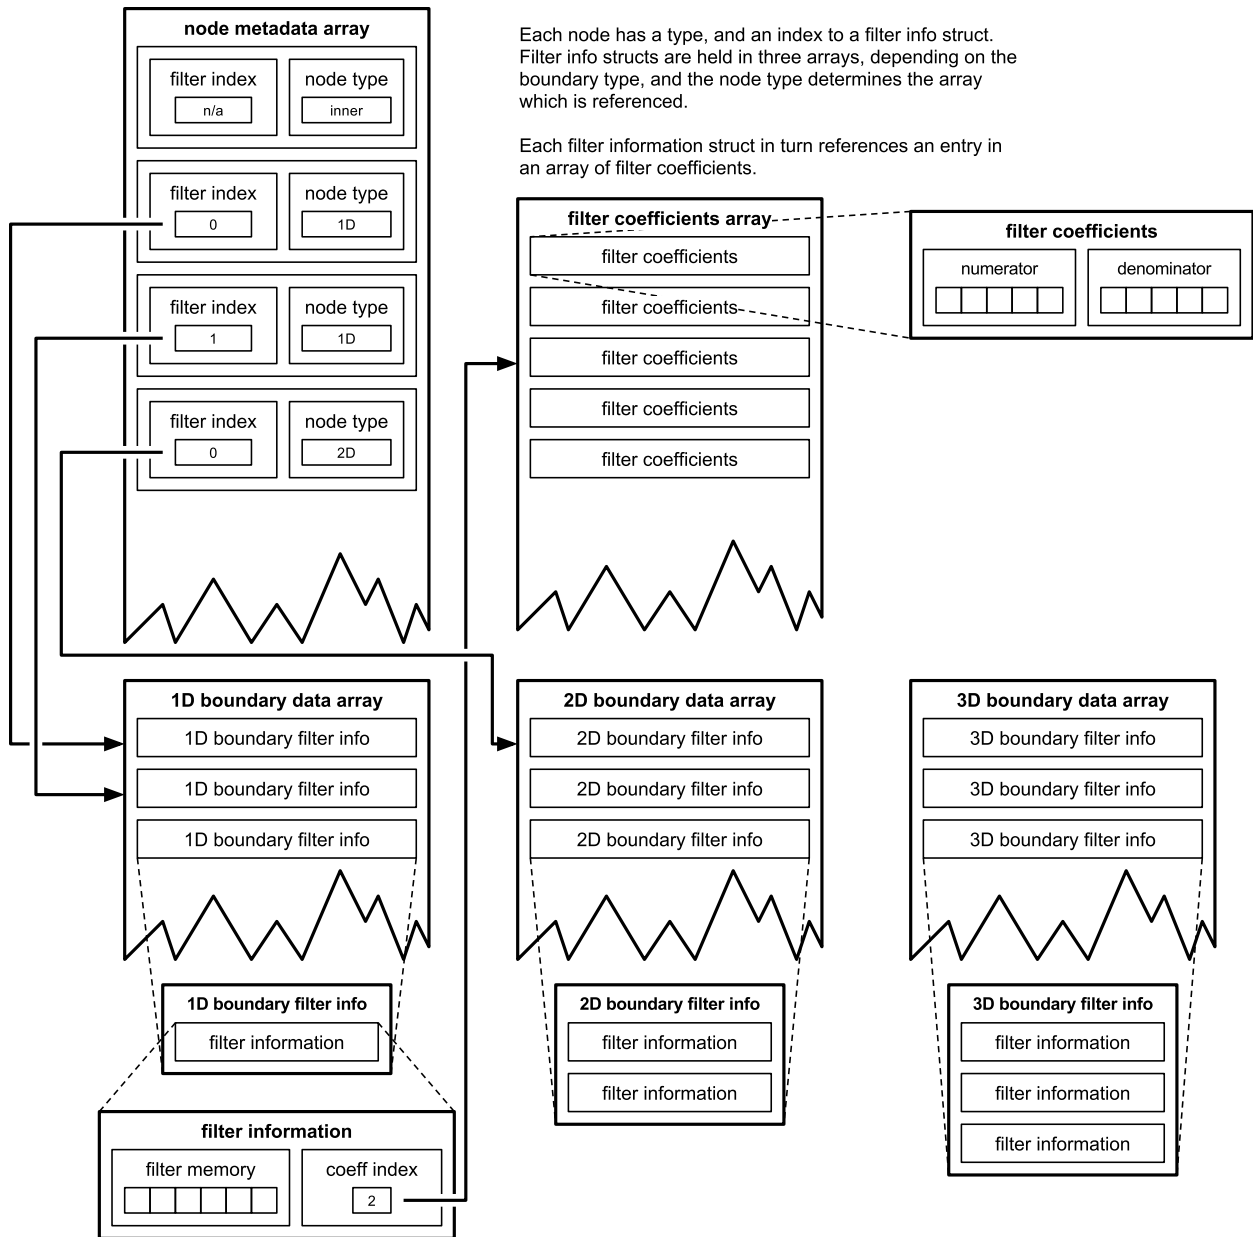 node metadata array
filter index
node type
n/a
inner
filter index
node type
0
1D
filter index
node type
1
1D
filter index
node type
0
2D
Each node has a type, and an index to a filter info struct.
Filter info structs are held in three arrays, depending on the
boundary type, and the node type determines the array
which is referenced.
Each filter information struct in turn references an entry in
an array of filter coefficients.
filter coefficients array
filter coefficients
filter coefficients
filter coefficients
filter coefficients
filter coefficients
filter coefficients
numerator
denominator
1D boundary data array
1D boundary filter info
1D boundary filter info
1D boundary filter info
2D boundary data array
2D boundary filter info
2D boundary filter info
2D boundary filter info
3D boundary data array
3D boundary filter info
3D boundary filter info
3D boundary filter info
1D boundary filter info
filter information
2D boundary filter info
filter information
filter information
3D boundary filter info
filter information
filter information
filter information
filter information
filter memory
coeff index
2